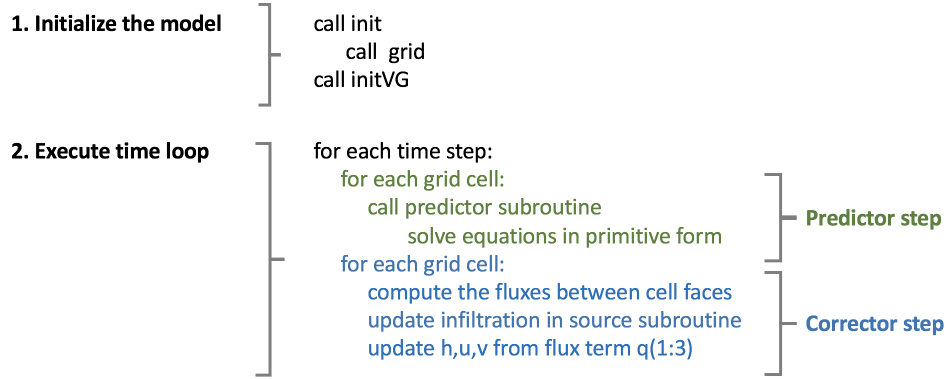 1. Initialize the model
call init
call grid
call initVG
2. Execute time loop
for each time step:
for each grid cell:
call predictor subroutine
solve equations in primitive form
Predictor step
for each grid cell:
compute the fluxes between cell faces
update infiltration in source subroutine
update h,u,v from flux term q(1:3)
Corrector step